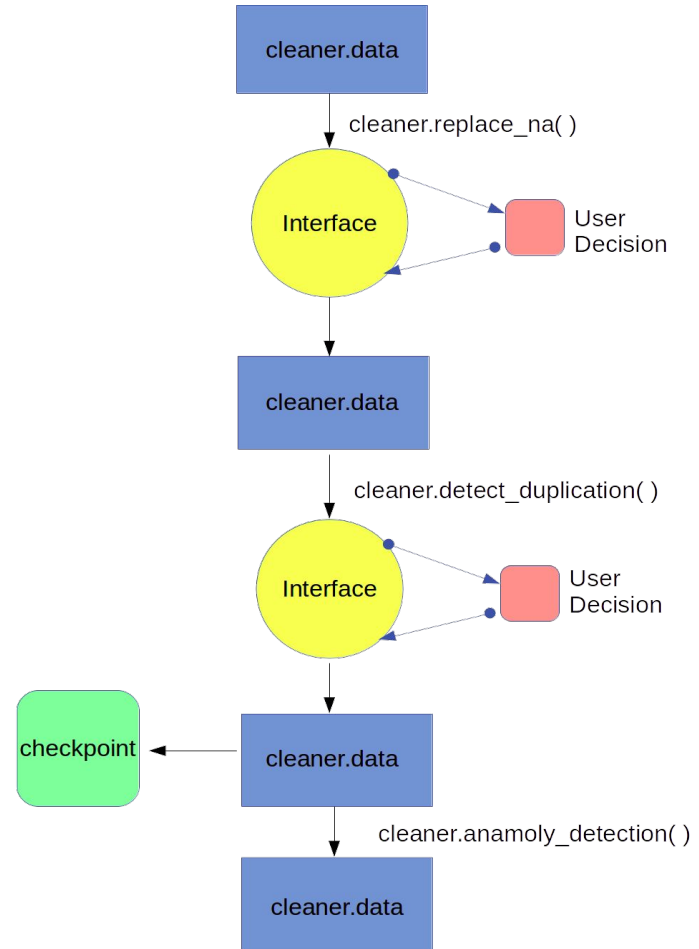 cleaner.data
cleaner.replace_na( )
Interface
User
Decision
cleaner.data
cleaner.detect_duplication( )
Interface
User
Decision
checkpoint
cleaner.data
cleaner.anamoly_detection( )
cleaner.data